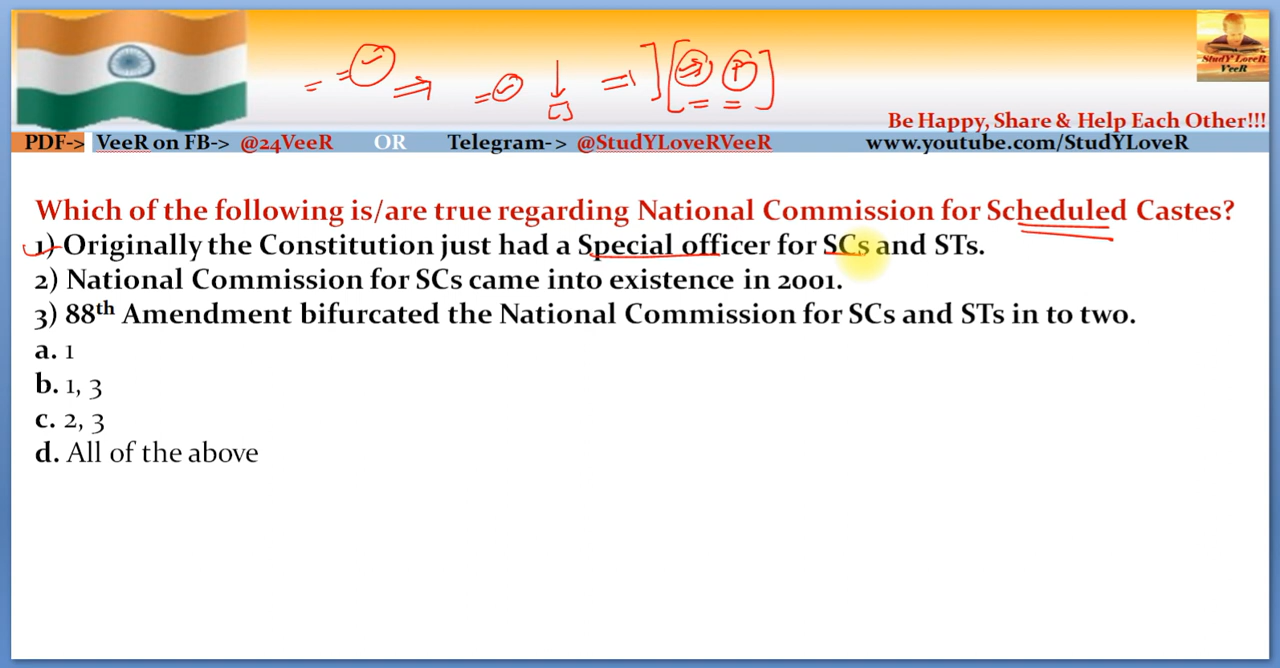 StudY LoveR
VeeR
Be Happy, Share & Help Each Other!!!
PDF-> VeeR on FB-> @24VeeR OR Telegram-> @StudYLoveRVeeR www.youtube.com/StudYLoveR
Which of the following is/are true regarding National Commission for Scheduled Castes?
1) Originally the Constitution just had a Special officer for SCs and STs.
2) National Commission for SCs came into existence in 2001.
3) 88th Amendment bifurcated the National Commission for SCs and STs in to two.
a. 1
b. 1, 3
c. 2, 3
d. All of the above